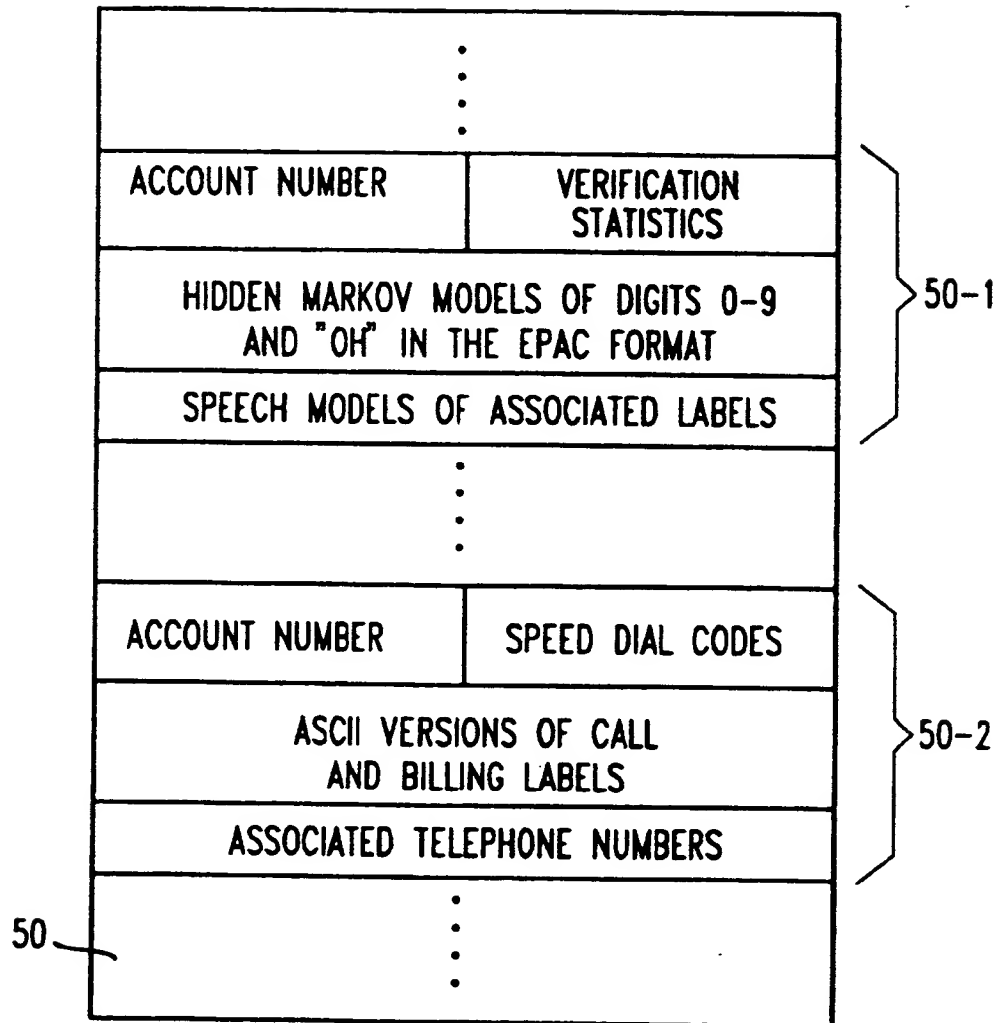 ACCOUNT NUMBER
VERIFICATION
STATISTICS
HIDDEN MARKOV MODELS OF DIGITS 0-9
AND "OH" IN THE EPAC FORMAT
SPEECH MODELS OF ASSOCIATED LABELS
50-1
ACCOUNT NUMBER
SPEED DIAL CODES
ASCII VERSIONS OF CALL
AND BILLING LABELS
ASSOCIATED TELEPHONE NUMBERS
50-2
50